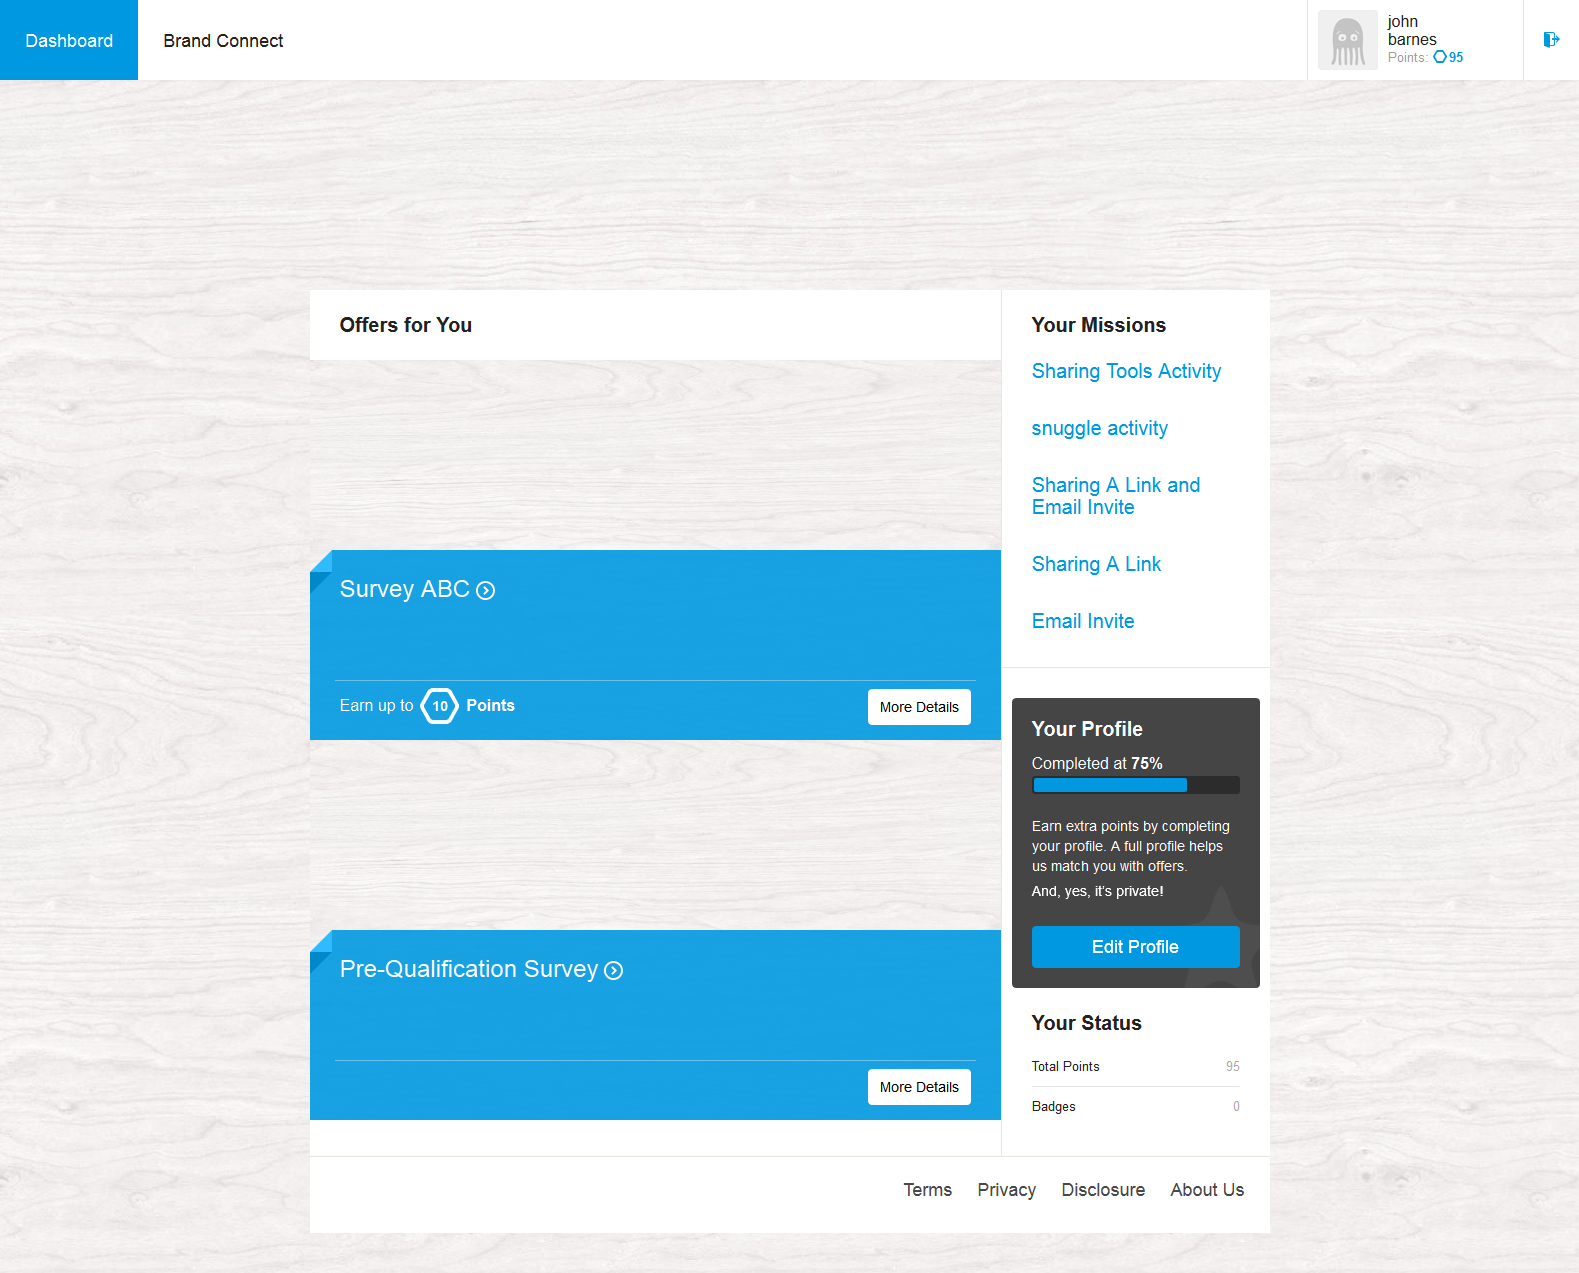 Dashboard
Brand Connect
john
barnes
Points: 95
Offers for You
Survey ABC
Earn up to 10 Points
More Details
Pre-Qualification Survey
More Details
Your Missions
Sharing Tools Activity
snuggle activity
Sharing A Link and
Email Invite
Sharing A Link
Email Invite
Your Profile
Completed at 75%
Earn extra points by completing
your profile. A full profile helps
us match you with offers.
And, yes, it's private!
Edit Profile
Your Status
Total Points 95
Badges 0
Terms Privacy Disclosure About Us